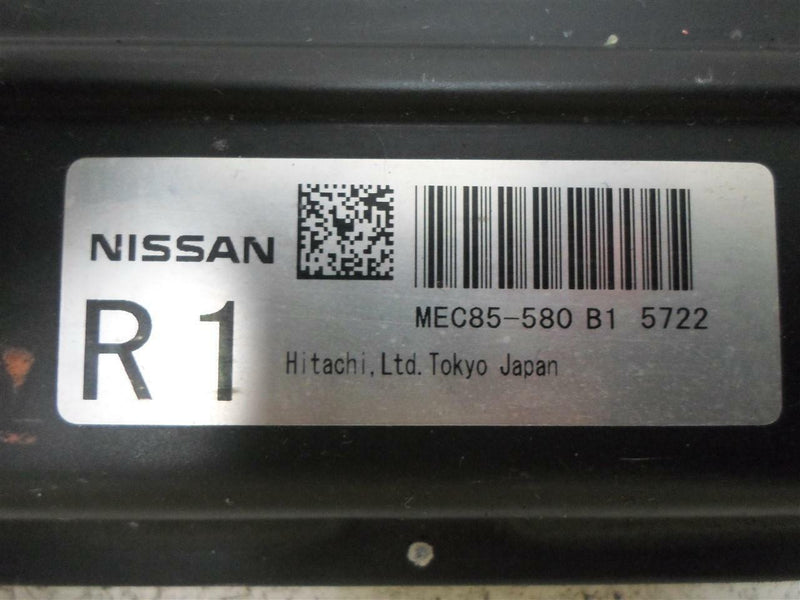 NISSAN
R 1
MEC85-580 B1 5722
Hitachi,Ltd.Tokyo Japan